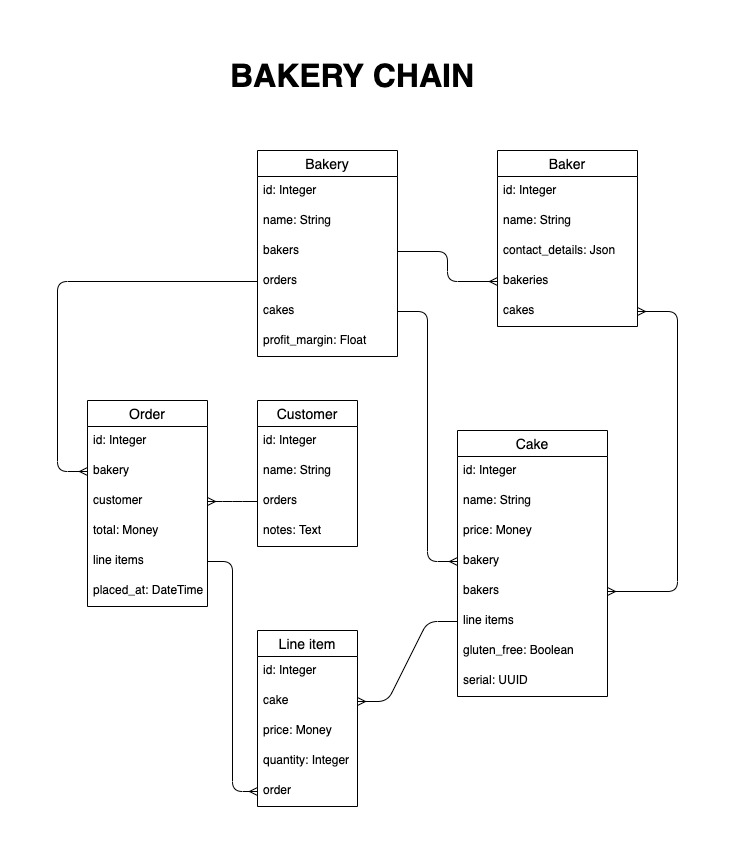 BAKERY CHAIN
Bakery
id: Integer
name: String
bakers
orders
cakes
profit_margin: Float
Baker
id: Integer
name: String
contact_details: Json
bakeries
cakes
Order
id: Integer
bakery
customer
total: Money
line items
placed_at: DateTime
Customer
id: Integer
name: String
orders
notes: Text
Cake
id: Integer
name: String
price: Money
bakery
bakers
line items
gluten_free: Boolean
serial: UUID
Line item
id: Integer
cake
price: Money
quantity: Integer
order